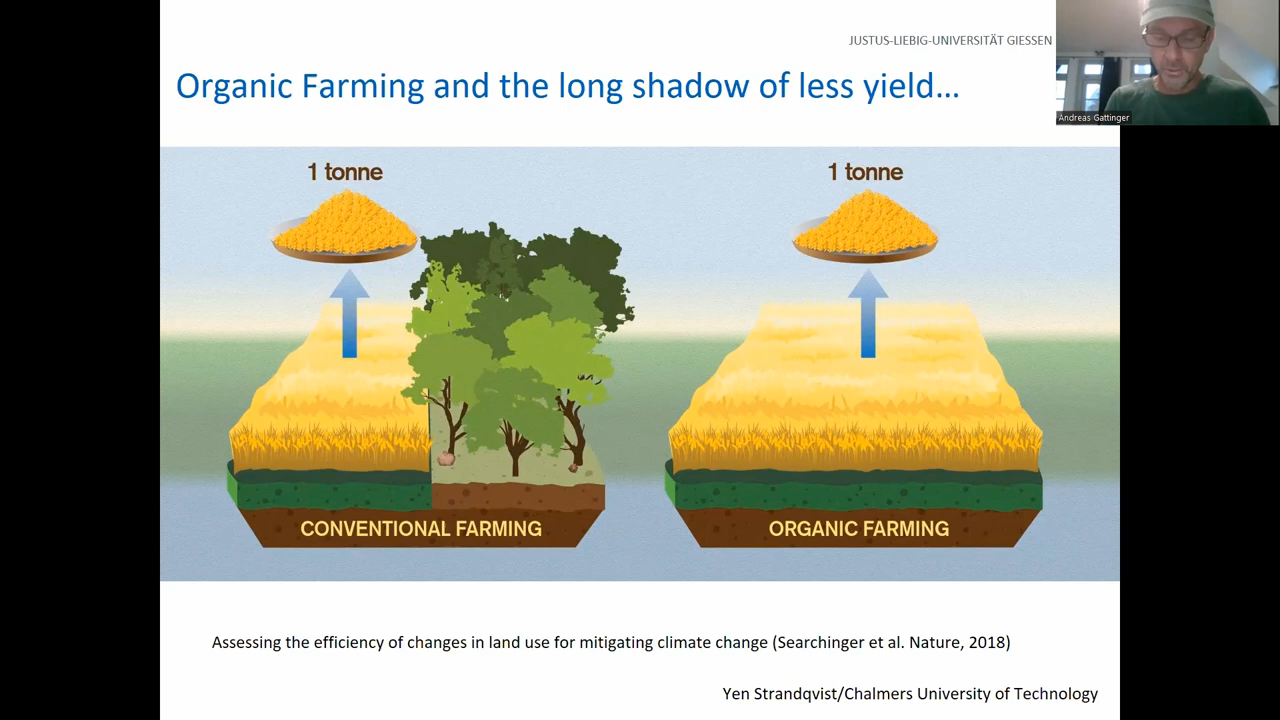 JUSTUS-LIEBIG-UNIVERSITÄT GIESSEN
Organic Farming and the long shadow of less yield...
Andreas Gattinger
1 tonne
1 tonne
CONVENTIONAL FARMING
ORGANIC FARMING
Assessing the efficiency of changes in land use for mitigating climate change (Searchinger et al. Nature, 2018)
Yen Strandqvist/Chalmers University of Technology